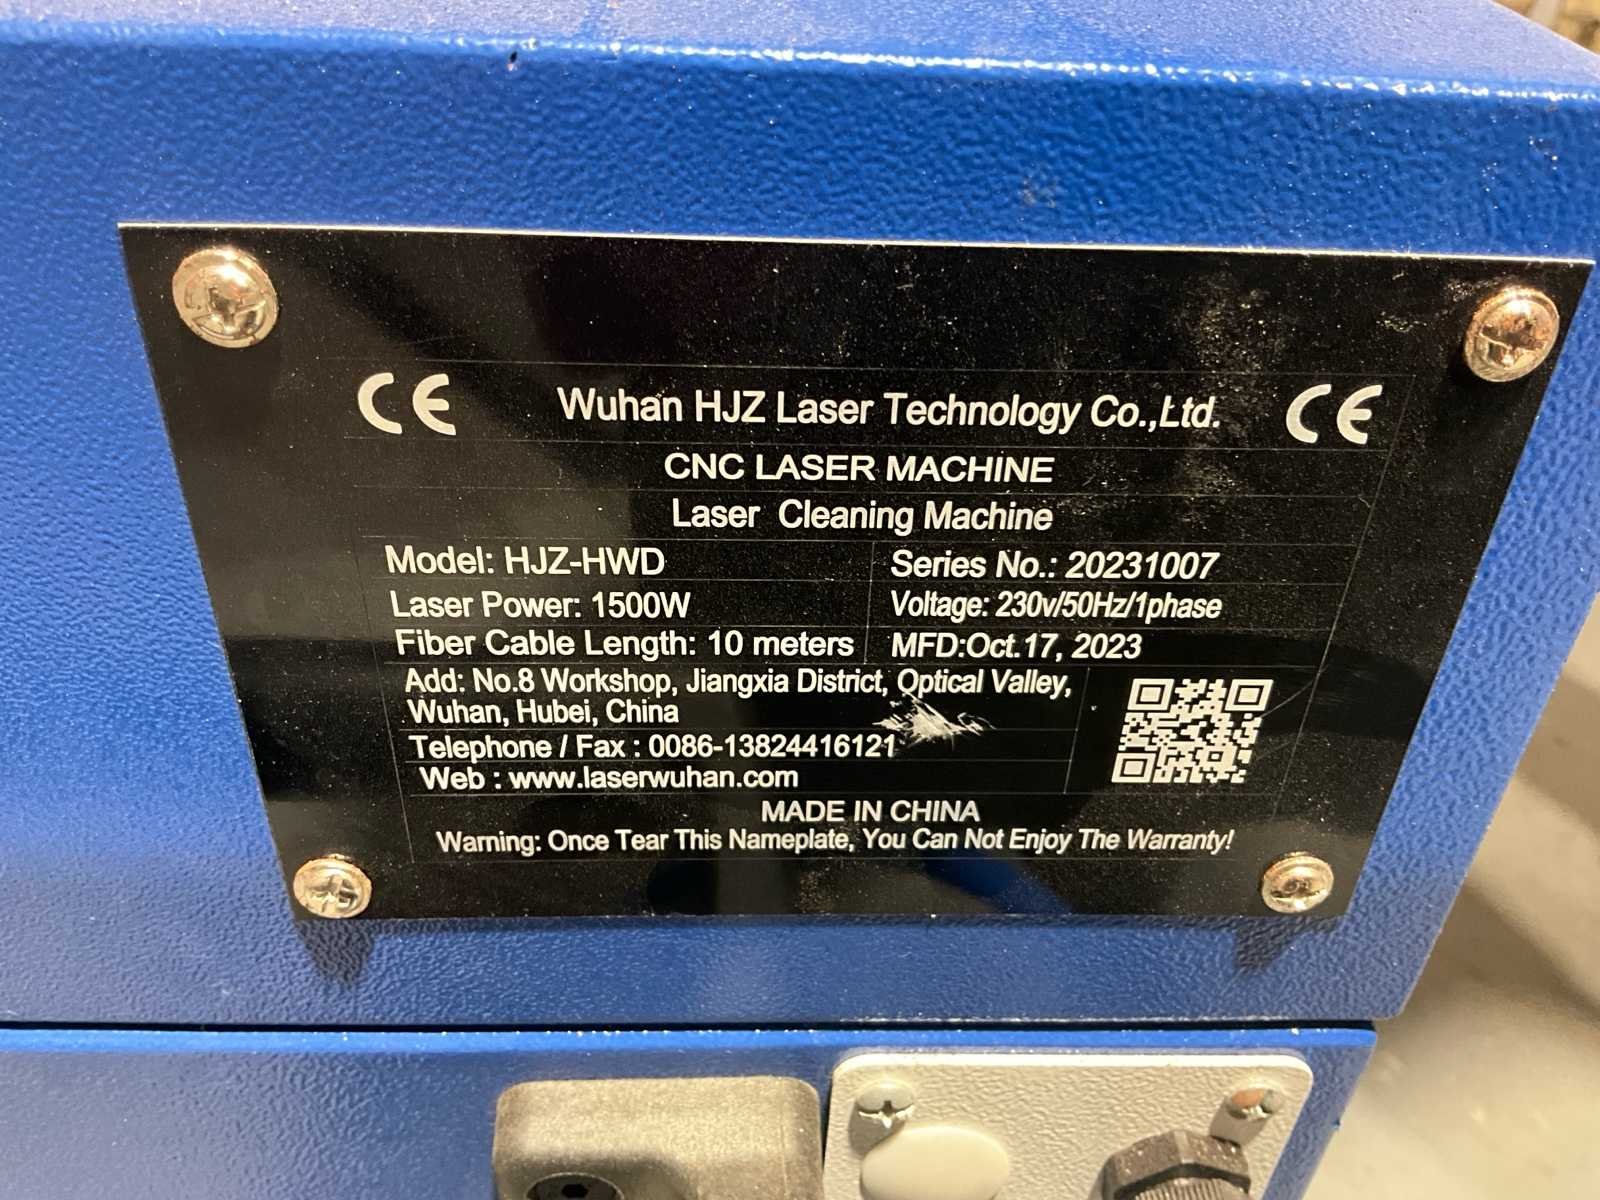 CE Wuhan HJZ Laser Technology Co.,Ltd. CE
CNC LASER MACHINE
Laser Cleaning Machine
Model: HJZ-HWD Series No.: 20231007
Laser Power: 1500W Voltage: 230v/50Hz/1phase
Fiber Cable Length: 10 meters MFD:Oct.17, 2023
Add: No.8 Workshop, Jiangxia District, Optical Valley,
Wuhan, Hubei, China
Telephone / Fax : 0086-13824416121
Web : www.laserwuhan.com
MADE IN CHINA
Warning: Once Tear This Nameplate, You Can Not Enjoy The Warranty!